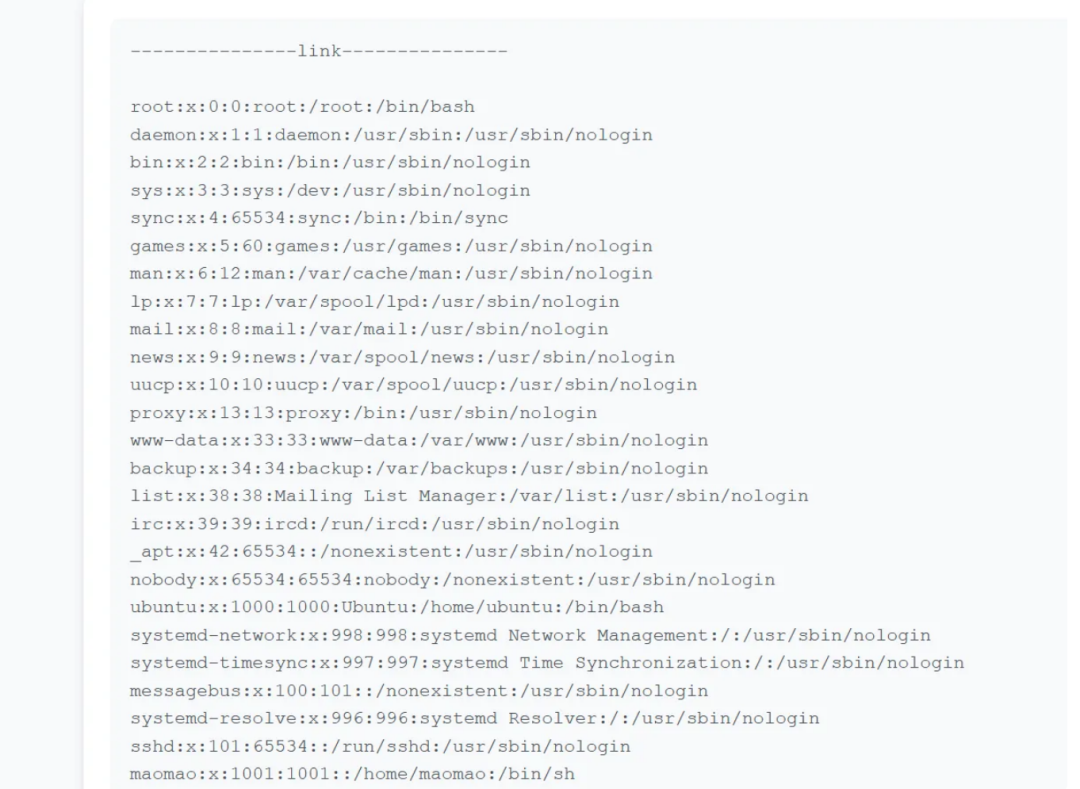 ---------------link---------------
root:x:0:0:root:/root:/bin/bash
daemon:x:1:1:daemon:/usr/sbin:/usr/sbin/nologin
bin:x:2:2:bin:/bin:/usr/sbin/nologin
sys:x:3:3:sys:/dev:/usr/sbin/nologin
sync:x:4:65534:sync:/bin:/bin/sync
games:x:5:60:games:/usr/games:/usr/sbin/nologin
man:x:6:12:man:/var/cache/man:/usr/sbin/nologin
lp:x:7:7:lp:/var/spool/lpd:/usr/sbin/nologin
mail:x:8:8:mail:/var/mail:/usr/sbin/nologin
news:x:9:9:news:/var/spool/news:/usr/sbin/nologin
uucp:x:10:10:uucp:/var/spool/uucp:/usr/sbin/nologin
proxy:x:13:13:proxy:/bin:/usr/sbin/nologin
www-data:x:33:33:www-data:/var/www:/usr/sbin/nologin
backup:x:34:34:backup:/var/backups:/usr/sbin/nologin
list:x:38:38:Mailing List Manager:/var/list:/usr/sbin/nologin
irc:x:39:39:ircd:/run/ircd:/usr/sbin/nologin
_apt:x:42:65534::/nonexistent:/usr/sbin/nologin
nobody:x:65534:65534:nobody:/nonexistent:/usr/sbin/nologin
ubuntu:x:1000:1000:Ubuntu:/home/ubuntu:/bin/bash
systemd-network:x:998:998:systemd Network Management:/:/usr/sbin/nologin
systemd-timesync:x:997:997:systemd Time Synchronization:/:/usr/sbin/nologin
messagebus:x:100:101::/nonexistent:/usr/sbin/nologin
systemd-resolve:x:996:996:systemd Resolver:/:/usr/sbin/nologin
sshd:x:101:65534::/run/sshd:/usr/sbin/nologin
maomao:x:1001:1001::/home/maomao:/bin/sh